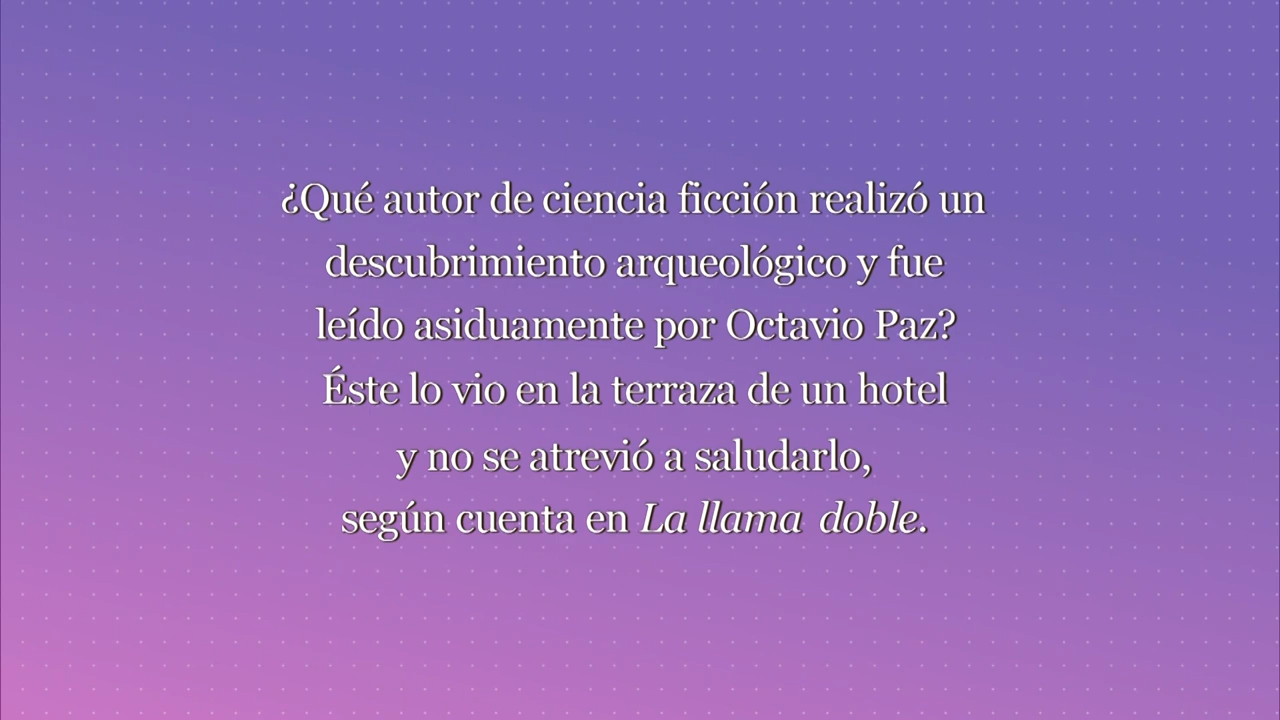 ¿Qué autor de ciencia ficción realizó un
descubrimiento arqueológico y fue
leído asiduamente por Octavio Paz?
Éste lo vio en la terraza de un hotel
y no se atrevió a saludarlo,
según cuenta en La llama doble.